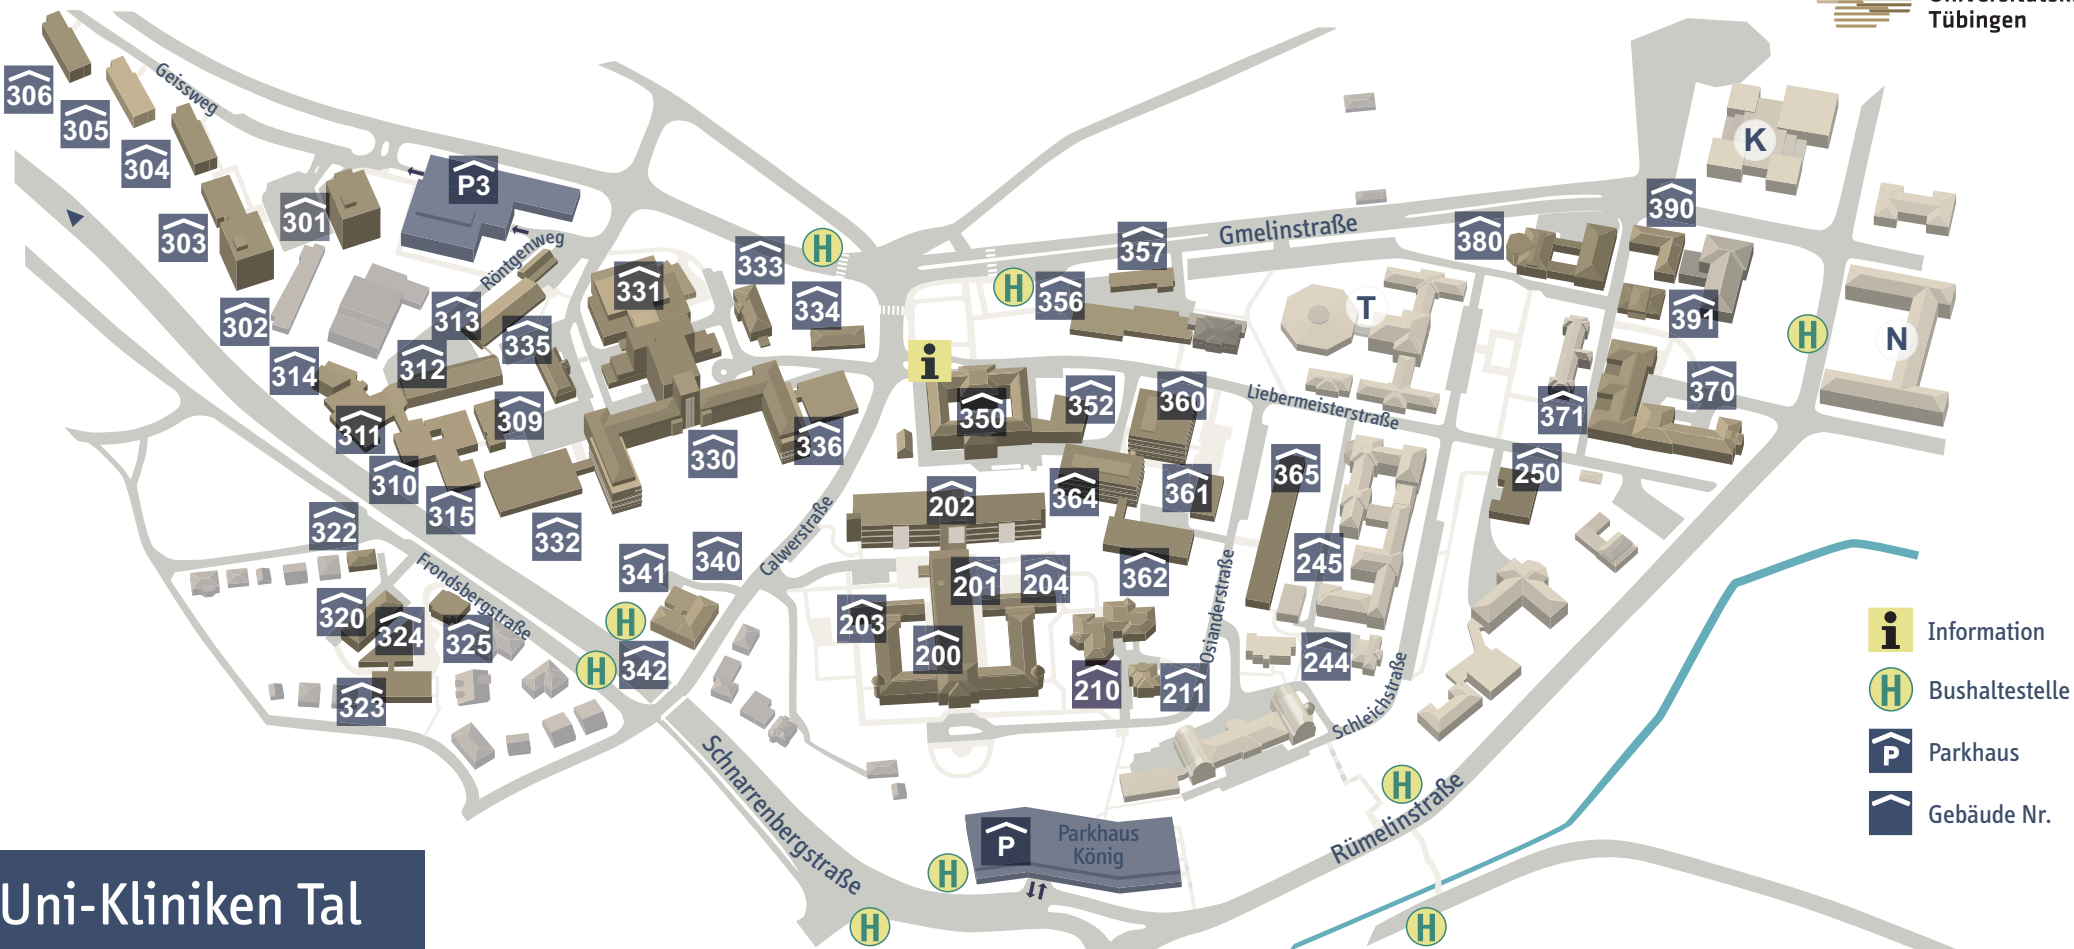 Tübingen
306
305
304
303
Geissweg
301
P3
302
Röntgenweg
313
335
314
312
311
309
310
315
331
333
334
330
336
332
H
H
i
357
356
Gmelinstraße
380
390
K
T
391
N
H
350
352
360
Liebermeisterstraße
371
370
250
365
361
364
202
362
Calwerstraße
322
Frondsbergstraße
320
324
325
323
341
340
H
H
342
201
204
203
200
210
211
Osianderstraße
245
244
Schleichstraße
Schnarrenbergstraße
P
Parkhaus
König
H
H
H
Rümelinstraße
H
i Information
H Bushaltestelle
P Parkhaus
Gebäude Nr.
Uni-Kliniken Tal